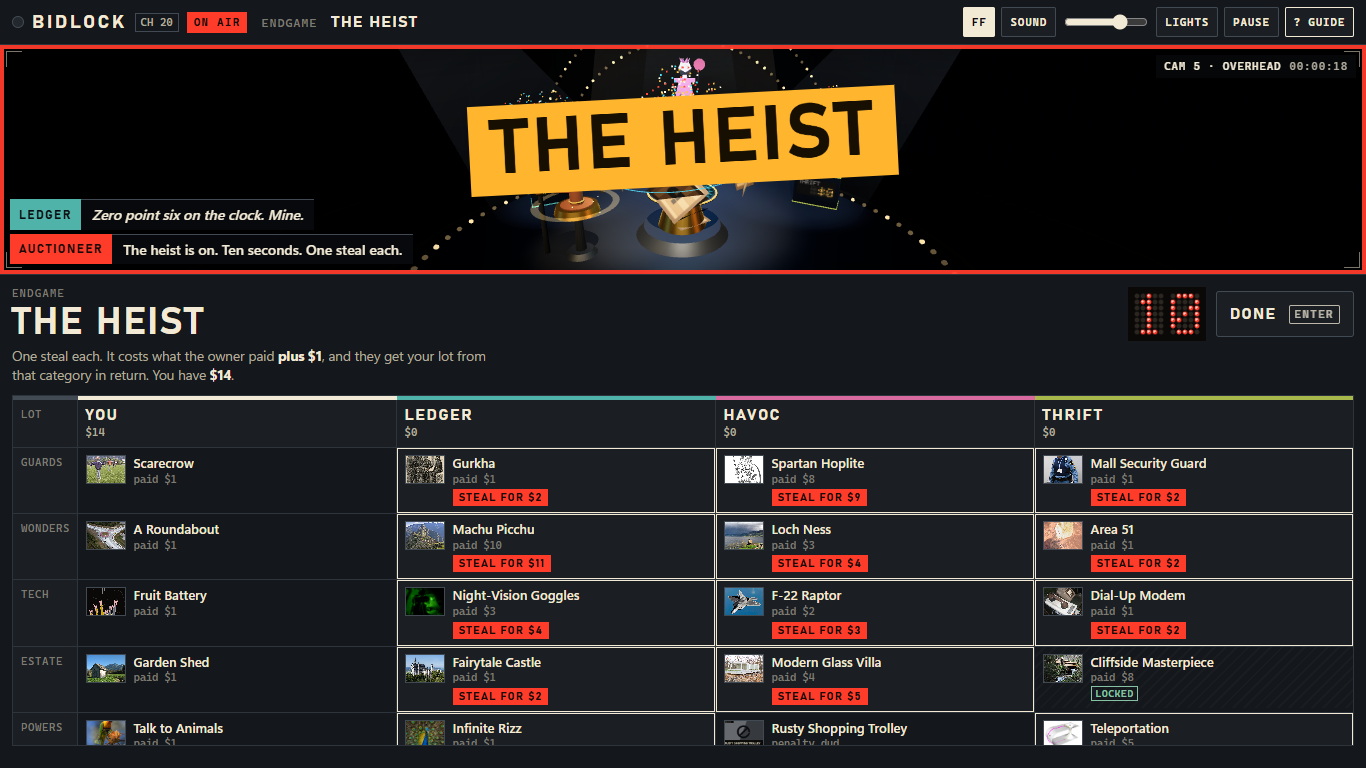 BIDLOCK CH 20 ON AIR ENDGAME THE HEIST FF SOUND LIGHTS PAUSE ? GUIDE
CAM 5 · OVERHEAD 00:00:18
THE HEIST
LEDGER Zero point six on the clock. Mine.
AUCTIONEER The heist is on. Ten seconds. One steal each.
ENDGAME
THE HEIST
10 DONE ENTER
One steal each. It costs what the owner paid plus $1, and they get your lot from
that category in return. You have $14.
LOT YOU LEDGER HAVOC THRIFT
$14 $0 $0 $0
GUARDS Scarecrow Gurkha Spartan Hoplite Mall Security Guard
paid $1 paid $1 paid $8 paid $1
STEAL FOR $2 STEAL FOR $9 STEAL FOR $2
WONDERS A Roundabout Machu Picchu Loch Ness Area 51
paid $1 paid $10 paid $3 paid $1
STEAL FOR $11 STEAL FOR $4 STEAL FOR $2
TECH Fruit Battery Night-Vision Goggles F-22 Raptor Dial-Up Modem
paid $1 paid $3 paid $2 paid $1
STEAL FOR $4 STEAL FOR $3 STEAL FOR $2
ESTATE Garden Shed Fairytale Castle Modern Glass Villa Cliffside Masterpiece
paid $1 paid $1 paid $4 paid $8
STEAL FOR $2 STEAL FOR $5 LOCKED
POWERS Talk to Animals Infinite Rizz Rusty Shopping Trolley Teleportation
paid $1 paid $1 penalty dud paid $5